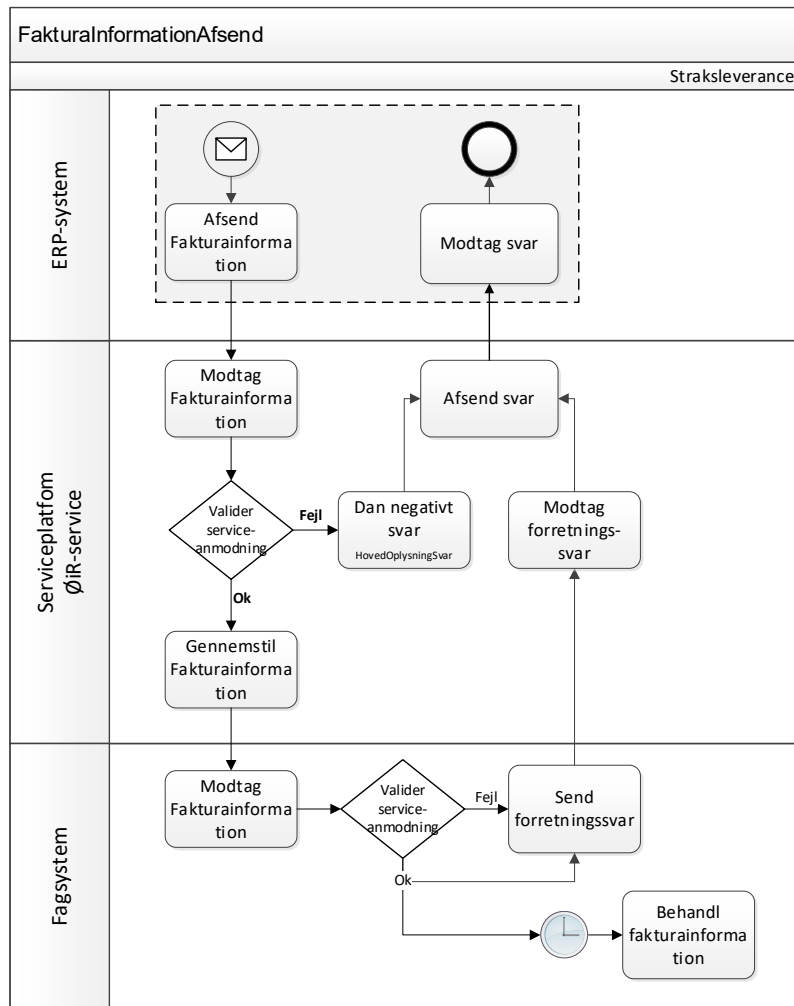 FakturaInformationAfsend
Straksleverance
ERP-system
Afsend
Fakturainforma
tion
Modtag svar
Serviceplatfom
ØiR-service
Modtag
Fakturainforma
tion
Afsend svar
Valider
service-
anmodning
Fejl
Dan negativt
svar
HovedOplysningSvar
Modtag
forretnings-
svar
Ok
Gennemstil
Fakturainforma
tion
Fagsystem
Modtag
Fakturainforma
tion
Valider
service-
anmodning
Fejl
Send
forretningssvar
Ok
Behandl
fakturainforma
tion